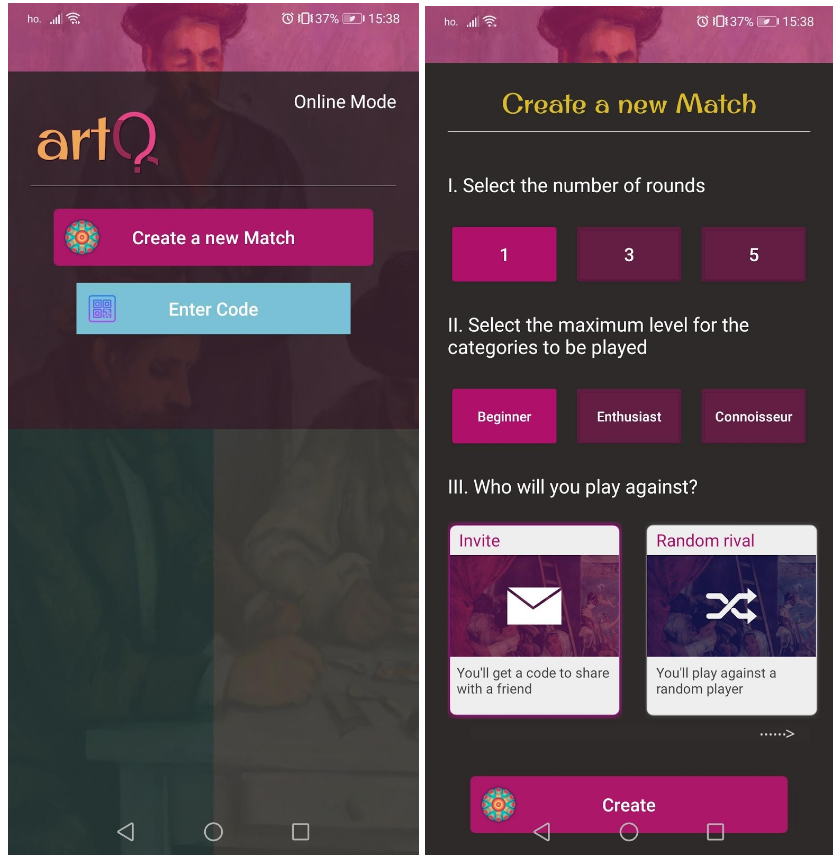 ho. 37% 15:38
Online Mode
artQ
Create a new Match
Enter Code
ho. 37% 15:38
Create a new Match
I. Select the number of rounds
1 3 5
II. Select the maximum level for the
categories to be played
Beginner Enthusiast Connoisseur
III. Who will you play against?
Invite
You'll get a code to share
with a friend
Random rival
You'll play against a
random player
······>
Create